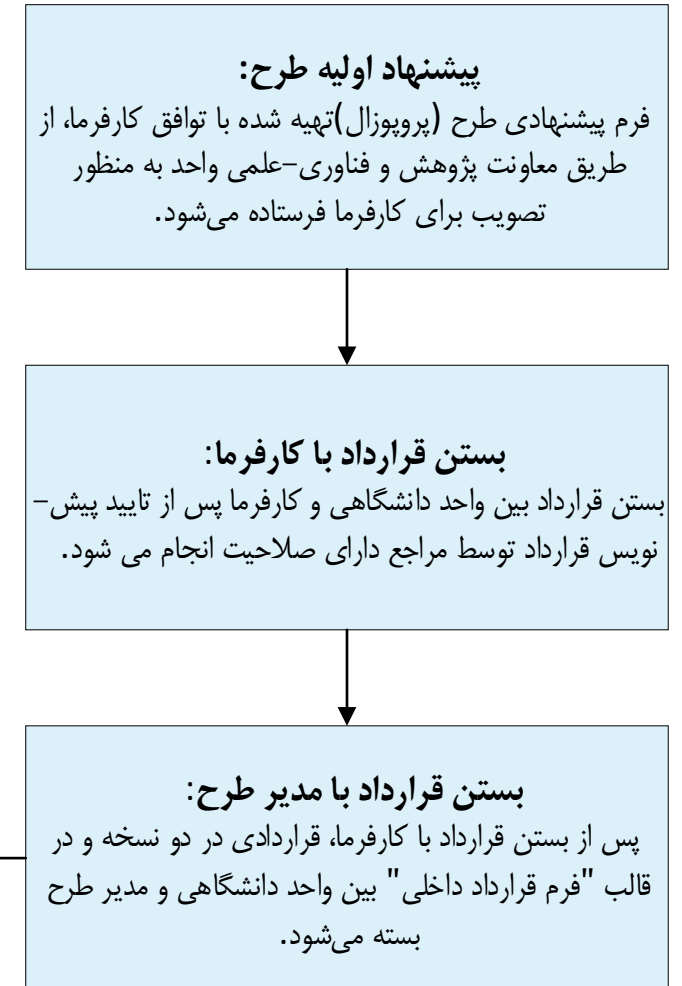 پیشنهاد اولیه طرح:
فرم پیشنهادی طرح (پروپوزال)تهیه شده با توافق کارفرما، از
طریق معاونت پژوهش و فناوری-علمی واحد به منظور
تصویب برای کارفرما فرستاده می‌شود.
بستن قرارداد با کارفرما:
بستن قرارداد بین واحد دانشگاهی و کارفرما پس از تایید پیش-
نویس قرارداد توسط مراجع دارای صلاحیت انجام می شود.
بستن قرارداد با مدیر طرح:
پس از بستن قرارداد با کارفرما، قراردادی در دو نسخه و در
قالب "فرم قرارداد داخلی" بین واحد دانشگاهی و مدیر طرح
بسته می‌شود.